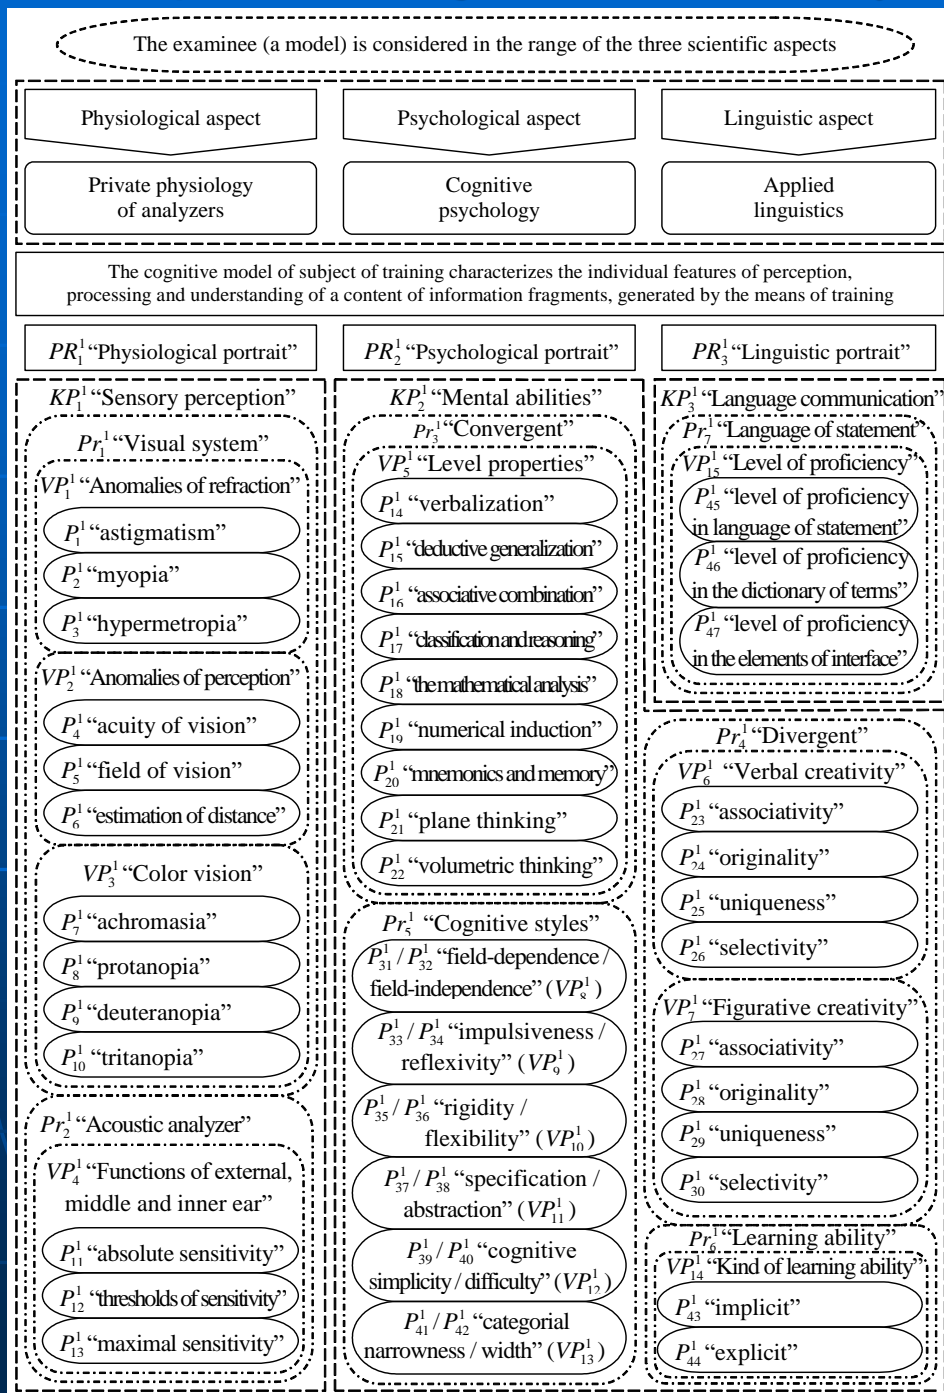 The examinee (a model) is considered in the range of the three scientific aspects
Physiological aspect
Psychological aspect
Linguistic aspect
Private physiology
of analyzers
Cognitive
psychology
Applied
linguistics
The cognitive model of subject of training characterizes the individual features of perception,
processing and understanding of a content of information fragments, generated by the means of training
PR₁¹ “Physiological portrait”
PR₂¹ “Psychological portrait”
PR₃¹ “Linguistic portrait”
KP₁¹ “Sensory perception”
Pr₁¹ “Visual system”
VP₁¹ “Anomalies of refraction”
P₁¹ “astigmatism”
P₂¹ “myopia”
P₃¹ “hypermetropia”
VP₂¹ “Anomalies of perception”
P₄¹ “acuity of vision”
P₅¹ “field of vision”
P₆¹ “estimation of distance”
VP₃¹ “Color vision”
P₇¹ “achromasia”
P₈¹ “protanopia”
P₉¹ “deuteranopia”
P₁₀¹ “tritanopia”
Pr₂¹ “Acoustic analyzer”
VP₄¹ “Functions of external,
middle and inner ear”
P₁₁¹ “absolute sensitivity”
P₁₂¹ “thresholds of sensitivity”
P₁₃¹ “maximal sensitivity”
KP₂¹ “Mental abilities”
Pr₃¹ “Convergent”
VP₅¹ “Level properties”
P₁₄¹ “verbalization”
P₁₅¹ “deductive generalization”
P₁₆¹ “associative combination”
P₁₇¹ “classification and reasoning”
P₁₈¹ “the mathematical analysis”
P₁₉¹ “numerical induction”
P₂₀¹ “mnemonics and memory”
P₂₁¹ “plane thinking”
P₂₂¹ “volumetric thinking”
Pr₅¹ “Cognitive styles”
P₃₁¹ / P₃₂¹ “field-dependence /
field-independence” (VP₈¹)
P₃₃¹ / P₃₄¹ “impulsiveness /
reflexivity” (VP₉¹)
P₃₅¹ / P₃₆¹ “rigidity /
flexibility” (VP₁₀¹)
P₃₇¹ / P₃₈¹ “specification /
abstraction” (VP₁₁¹)
P₃₉¹ / P₄₀¹ “cognitive
simplicity / difficulty” (VP₁₂¹)
P₄₁¹ / P₄₂¹ “categorial
narrowness / width” (VP₁₃¹)
KP₃¹ “Language communication”
Pr₇¹ “Language of statement”
VP₁₅¹ “Level of proficiency”
P₄₅¹ “level of proficiency
in language of statement”
P₄₆¹ “level of proficiency
in the dictionary of terms”
P₄₇¹ “level of proficiency
in the elements of interface”
Pr₄¹ “Divergent”
VP₆¹ “Verbal creativity”
P₂₃¹ “associativity”
P₂₄¹ “originality”
P₂₅¹ “uniqueness”
P₂₆¹ “selectivity”
VP₇¹ “Figurative creativity”
P₂₇¹ “associativity”
P₂₈¹ “originality”
P₂₉¹ “uniqueness”
P₃₀¹ “selectivity”
Pr₆¹ “Learning ability”
VP₁₄¹ “Kind of learning ability”
P₄₃¹ “implicit”
P₄₄¹ “explicit”